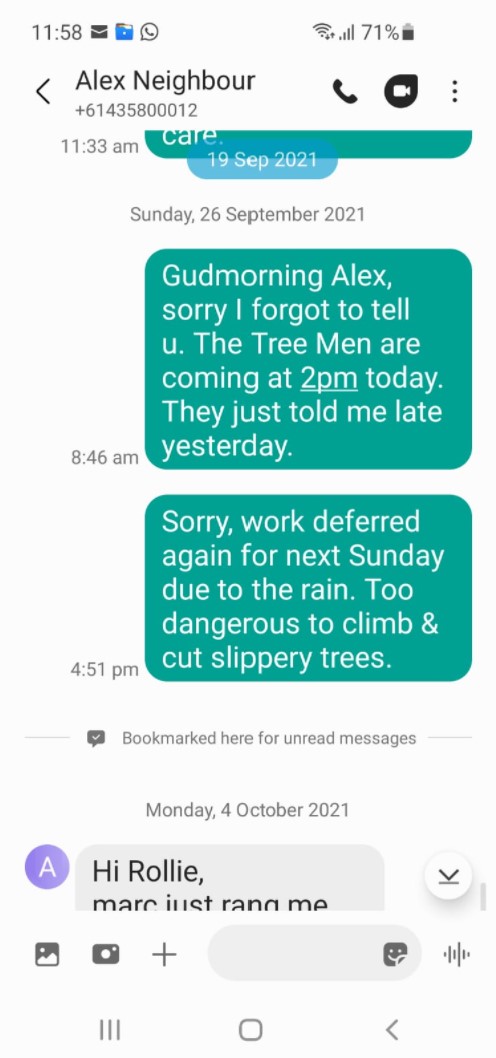 11:58
71%
Alex Neighbour
+61435800012
care.
11:33 am
19 Sep 2021
Sunday, 26 September 2021
Gudmorning Alex,
sorry I forgot to tell
u. The Tree Men are
coming at 2pm today.
They just told me late
yesterday.
8:46 am
Sorry, work deferred
again for next Sunday
due to the rain. Too
dangerous to climb &
cut slippery trees.
4:51 pm
Bookmarked here for unread messages
Monday, 4 October 2021
A
Hi Rollie,
marc just rang me